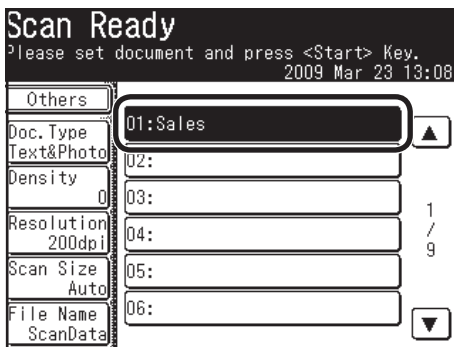 Scan Ready
Please set document and press <Start> Key.
2009 Mar 23 13:08
Others
Doc.Type
Text&Photo
Density
0
Resolution
200dpi
Scan Size
Auto
File Name
ScanData
01:Sales
02:
03:
04:
05:
06:
▲
1
/
9
▼